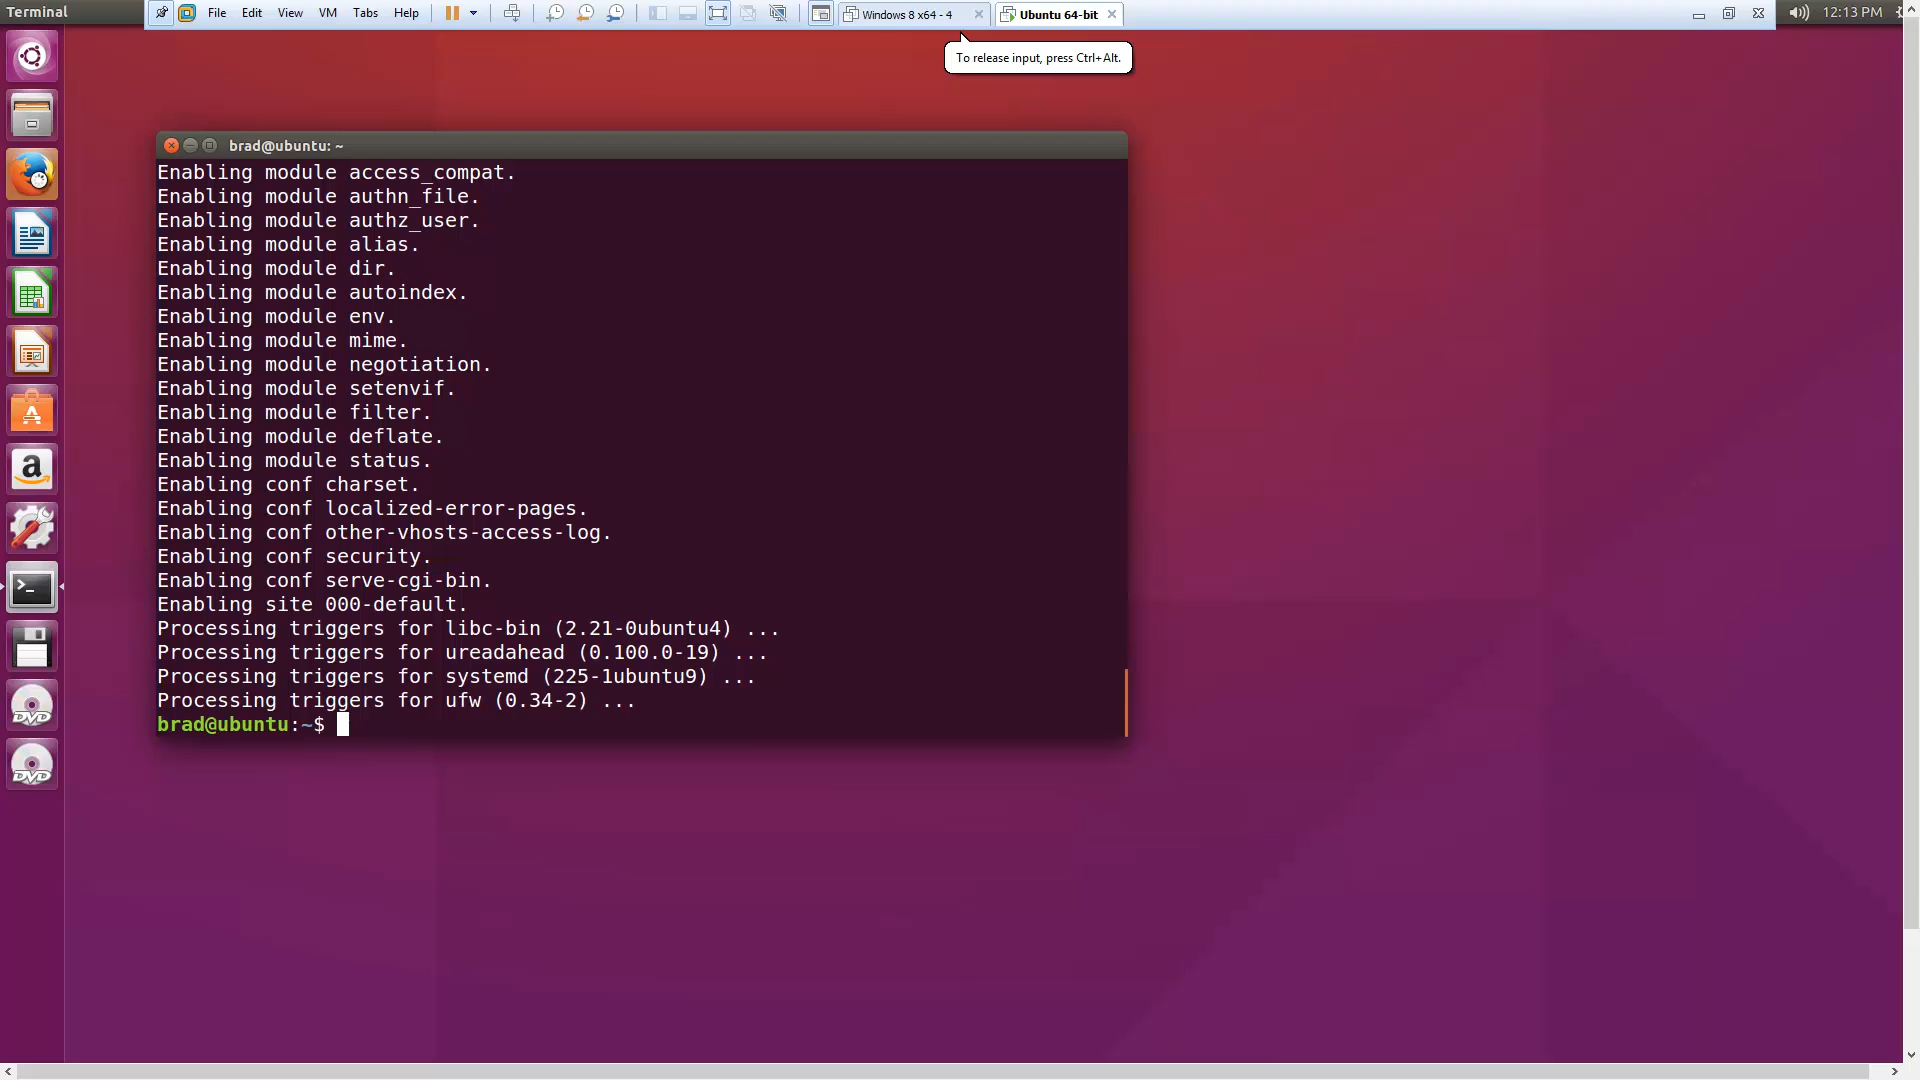 Terminal
File Edit View VM Tabs Help
Windows 8 x64 - 4
Ubuntu 64-bit
12:13 PM
To release input, press Ctrl+Alt.
brad@ubuntu: ~
Enabling module access_compat.
Enabling module authn_file.
Enabling module authz_user.
Enabling module alias.
Enabling module dir.
Enabling module autoindex.
Enabling module env.
Enabling module mime.
Enabling module negotiation.
Enabling module setenvif.
Enabling module filter.
Enabling module deflate.
Enabling module status.
Enabling conf charset.
Enabling conf localized-error-pages.
Enabling conf other-vhosts-access-log.
Enabling conf security.
Enabling conf serve-cgi-bin.
Enabling site 000-default.
Processing triggers for libc-bin (2.21-0ubuntu4) ...
Processing triggers for ureadahead (0.100.0-19) ...
Processing triggers for systemd (225-1ubuntu9) ...
Processing triggers for ufw (0.34-2) ...
brad@ubuntu:~$
DVD
DVD